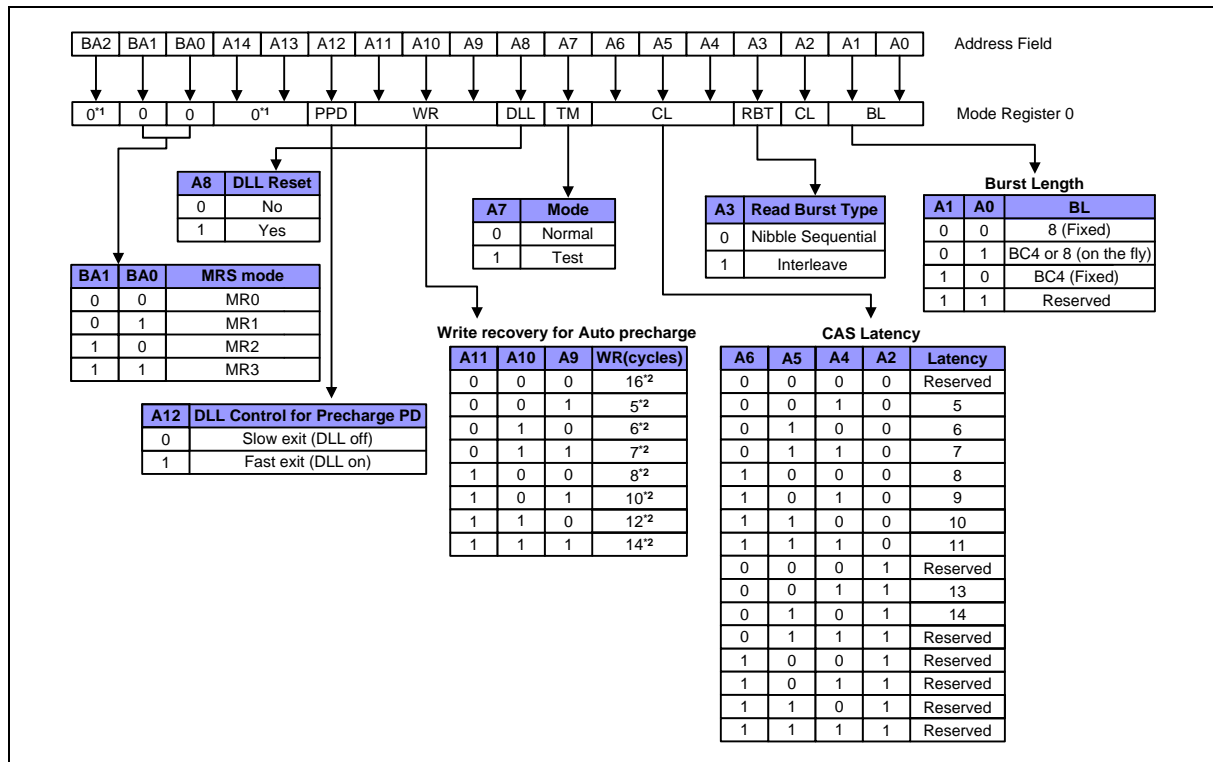 BA2 BA1 BA0 A14 A13 A12 A11 A10 A9 A8 A7 A6 A5 A4 A3 A2 A1 A0 Address Field
0*1 0 0 0*1 PPD WR DLL TM CL RBT CL BL Mode Register 0
A8 DLL Reset
0 No
1 Yes
A7 Mode
0 Normal
1 Test
A3 Read Burst Type
0 Nibble Sequential
1 Interleave
Burst Length
A1 A0 BL
0 0 8 (Fixed)
0 1 BC4 or 8 (on the fly)
1 0 BC4 (Fixed)
1 1 Reserved
BA1 BA0 MRS mode
0 0 MR0
0 1 MR1
1 0 MR2
1 1 MR3
A12 DLL Control for Precharge PD
0 Slow exit (DLL off)
1 Fast exit (DLL on)
Write recovery for Auto precharge
A11 A10 A9 WR(cycles)
0 0 0 16*2
0 0 1 5*2
0 1 0 6*2
0 1 1 7*2
1 0 0 8*2
1 0 1 10*2
1 1 0 12*2
1 1 1 14*2
CAS Latency
A6 A5 A4 A2 Latency
0 0 0 0 Reserved
0 0 1 0 5
0 1 0 0 6
0 1 1 0 7
1 0 0 0 8
1 0 1 0 9
1 1 0 0 10
1 1 1 0 11
0 0 0 1 Reserved
0 0 1 1 13
0 1 0 1 14
0 1 1 1 Reserved
1 0 0 1 Reserved
1 0 1 1 Reserved
1 1 0 1 Reserved
1 1 1 1 Reserved